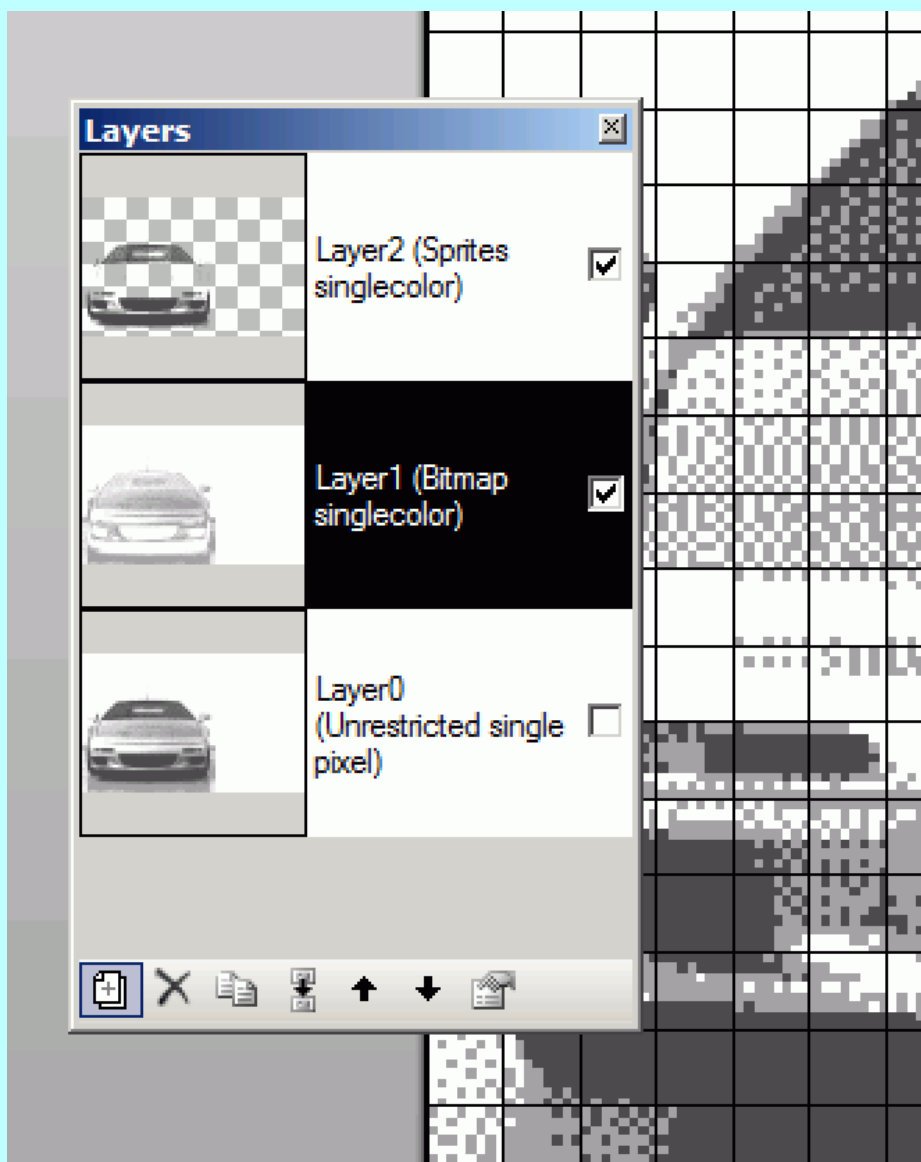 Layers
Layer2 (Sprites
singlecolor)
Layer1 (Bitmap
singlecolor)
Layer0
(Unrestricted single
pixel)